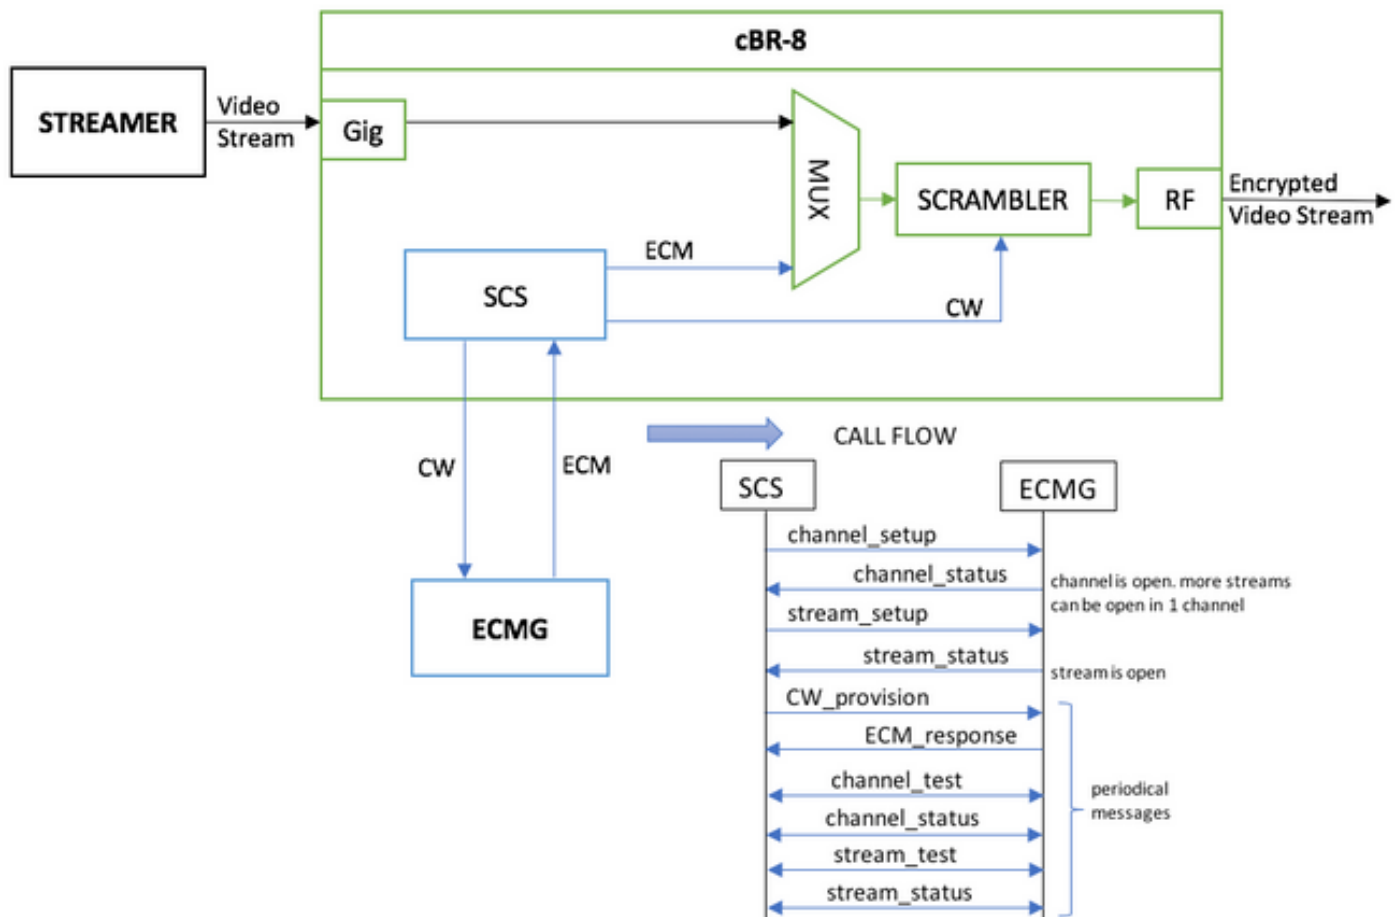 cBR-8
STREAMER
Video
Stream
Gig
MUX
SCRAMBLER
RF
Encrypted
Video Stream
ECM
SCS
CW
CW
ECM
ECMG
CALL FLOW
SCS
ECMG
channel_setup
channel_status
channel is open. more streams
can be open in 1 channel
stream_setup
stream_status
stream is open
CW_provision
ECM_response
channel_test
periodical
messages
channel_status
stream_test
stream_status